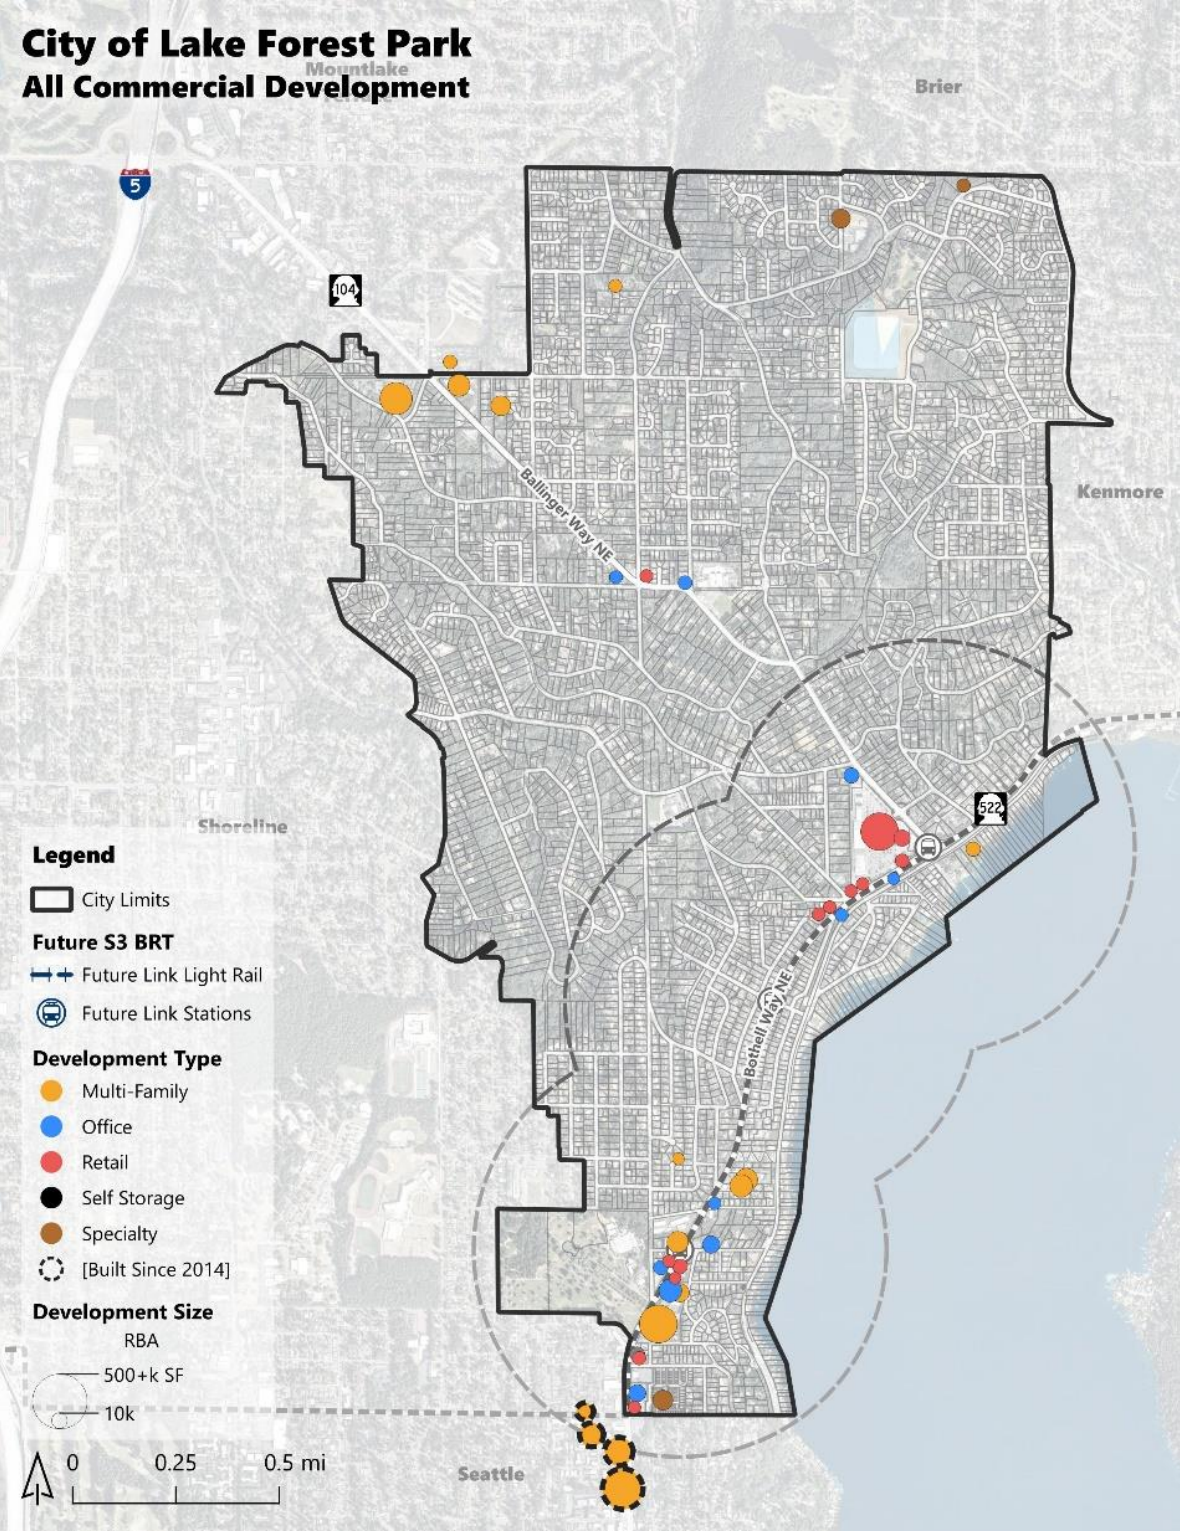 City of Lake Forest Park
All Commercial Development
Mountlake
Terrace
Brier
5
104
Kenmore
Ballinger Way NE
522
Shoreline
Bothell Way NE
Legend
City Limits
Future S3 BRT
Future Link Light Rail
Future Link Stations
Development Type
Multi-Family
Office
Retail
Self Storage
Specialty
[Built Since 2014]
Development Size
RBA
500+k SF
10k
0 0.25 0.5 mi
Seattle